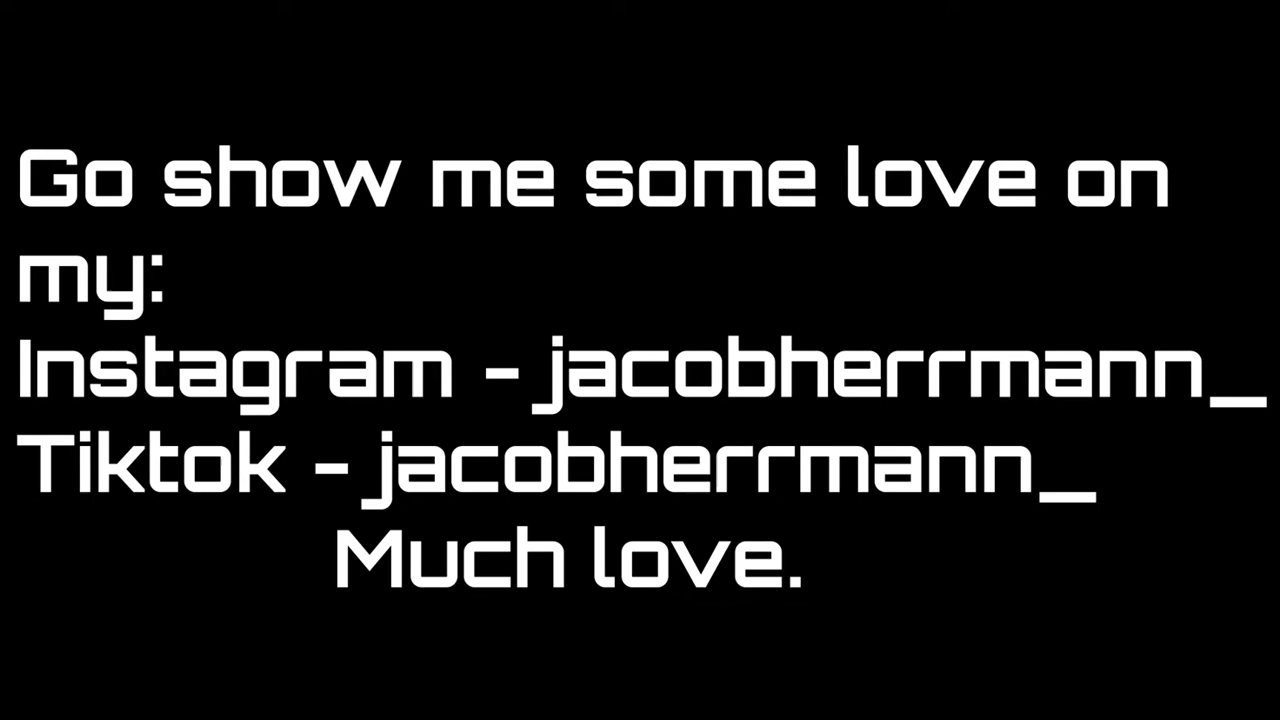 Go show me some love on
my:
Instagram - jacobherrmann_
Tiktok - jacobherrmann_
Much love.